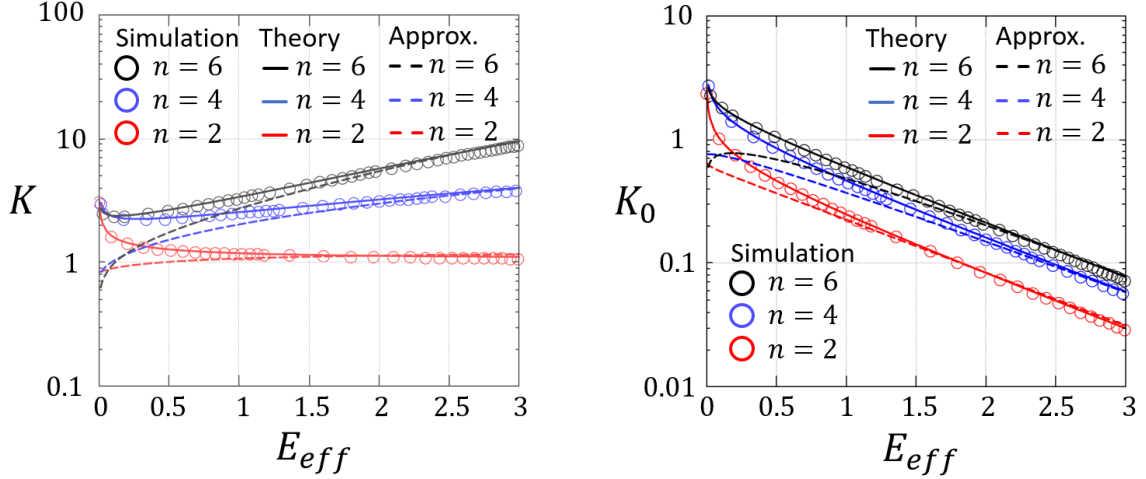 100
10
K
1
0.1
Simulation Theory Approx.
n = 6 n = 6 n = 6
n = 4 n = 4 n = 4
n = 2 n = 2 n = 2
0 0.5 1 1.5 2 2.5 3
E_eff
10
1
K_0
0.1
0.01
Theory Approx.
n = 6 n = 6
n = 4 n = 4
n = 2 n = 2
Simulation
n = 6
n = 4
n = 2
0 0.5 1 1.5 2 2.5 3
E_eff